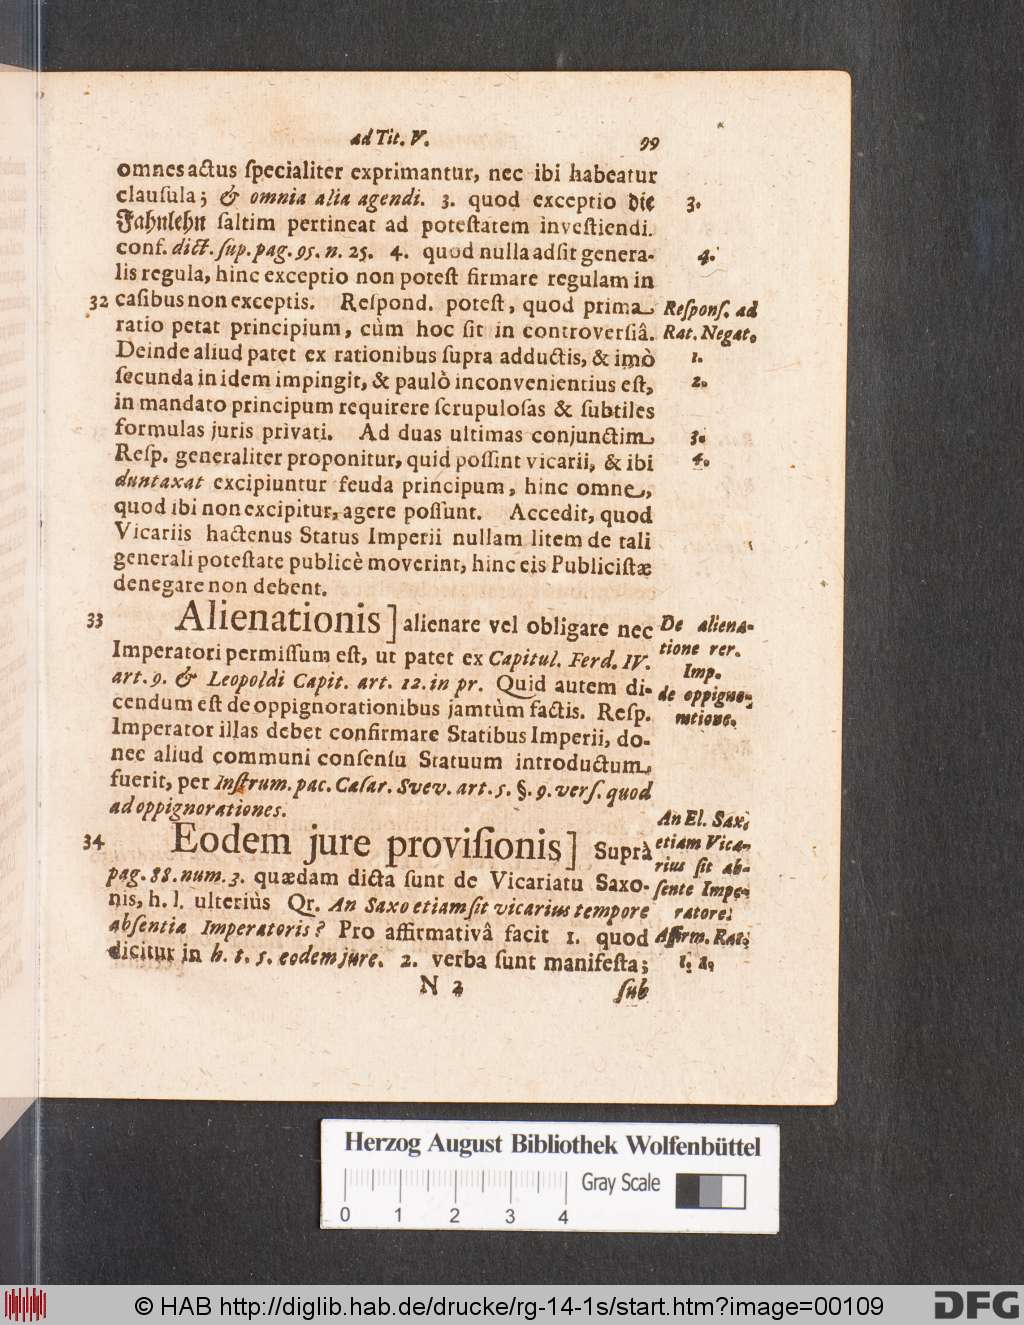 ad Tit. V. 99
omnes actus ſpecialiter exprimantur, nec ibi habeatur
clauſula; & omnia alia agendi. 3. quod exceptio die 3.
Fahnlehn ſaltim pertineat ad poteſtatem inveſtiendi.
conf. dict. ſup. pag. 95. n. 25. 4. quod nulla adſit genera- 4.
lis regula, hinc exceptio non poteſt firmare regulam in
32 caſibus non exceptis. Reſpond. poteſt, quod prima Reſponſ. ad
ratio petat principium, cùm hoc ſit in controverſiâ. Rat. Negat.
Deinde aliud patet ex rationibus ſupra adductis, & imò 1.
ſecunda in idem impingit, & paulò inconvenientius eſt, 2.
in mandato principum requirere ſcrupuloſas & ſubtiles
formulas juris privati. Ad duas ultimas conjunctim 3.
Reſp. generaliter proponitur, quid poſſint vicarii, & ibi 4.
duntaxat excipiuntur feuda principum, hinc omne,
quod ibi non excipitur, agere poſſunt. Accedit, quod
Vicariis hactenus Status Imperii nullam litem de tali
generali poteſtate publicè moverint, hinc eis Publiciſtæ
denegare non debent.
33 Alienationis] alienare vel obligare nec De aliena-
Imperatori permiſſum eſt, ut patet ex Capitul. Ferd. IV. tione rer.
art. 9. & Leopoldi Capit. art. 12. in pr. Quid autem di- Imp.
cendum eſt de oppignorationibus jamtùm factis. Reſp. de oppigno-
Imperator illas debet confirmare Statibus Imperii, do- ratione.
nec aliud communi conſenſu Statuum introductum
fuerit, per Inſtrum. pac. Cæſar. Svev. art. 5. §. 9. verſ. quod
ad oppignorationes.
An El. Sax.
34 Eodem jure proviſionis] Suprà etiam Vica-
rius ſit ab-
pag. 88. num. 3. quædam dicta ſunt de Vicariatu Saxo- ſente Impe-
nis, h. l. ulteriùs Qr. An Saxo etiam ſit vicarius tempore ratore.
abſentia Imperatoris? Pro affirmativâ facit 1. quod Affirm. Rat.
dicitur in h. t. 5. eodem jure. 2. verba ſunt manifeſta; 1. 2.
N 2 ſub
Herzog August Bibliothek Wolfenbüttel
Gray Scale
0 1 2 3 4
© HAB http://diglib.hab.de/drucke/rg-14-1s/start.htm?image=00109 DFG